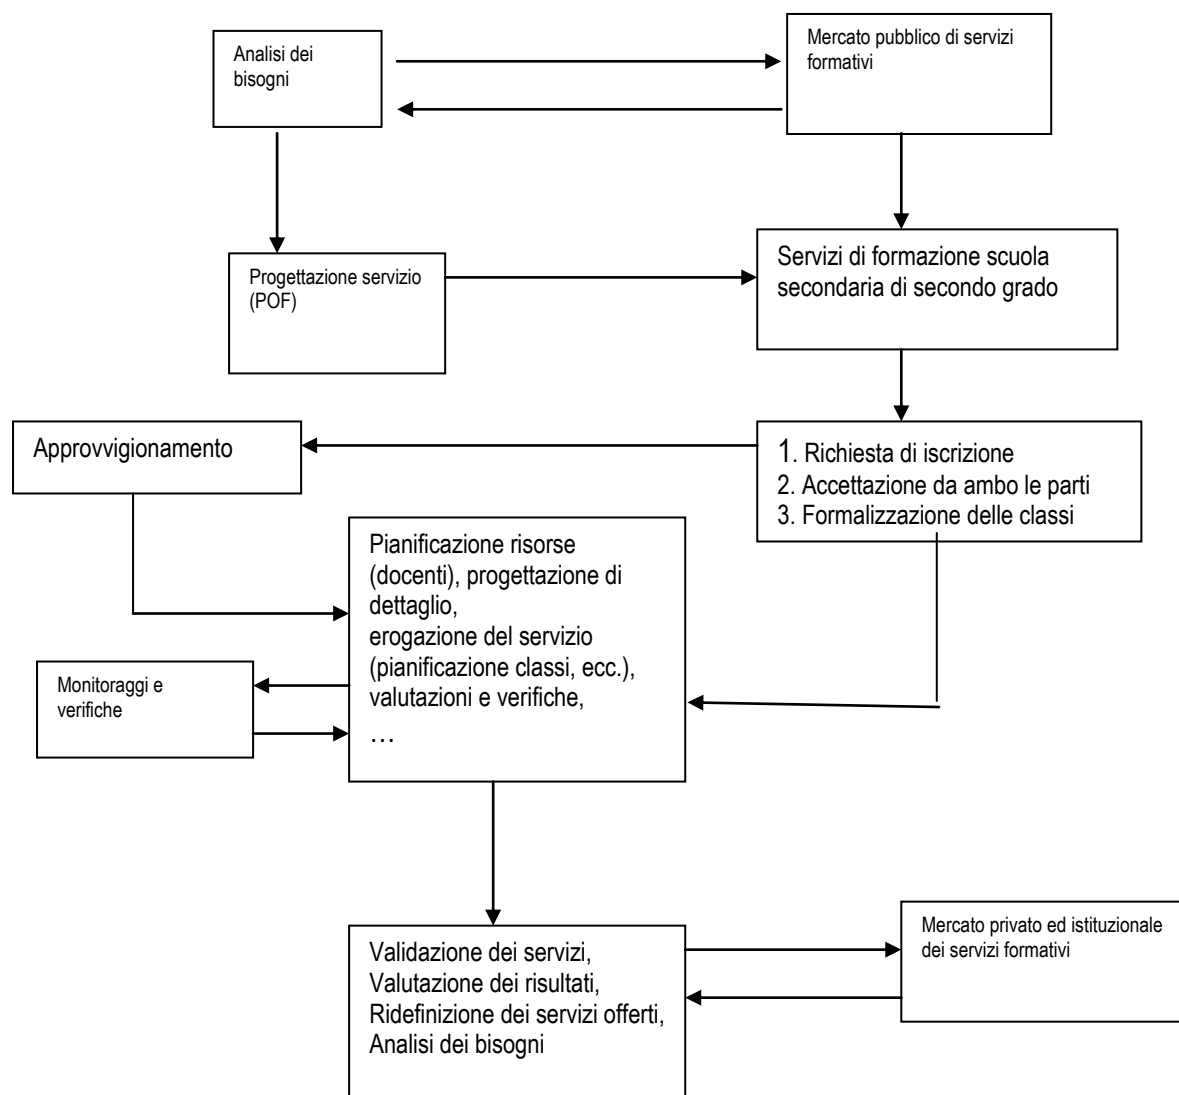 Analisi dei
bisogni
Mercato pubblico di servizi
formativi
Progettazione servizio
(POF)
Servizi di formazione scuola
secondaria di secondo grado
Approvvigionamento
1. Richiesta di iscrizione
2. Accettazione da ambo le parti
3. Formalizzazione delle classi
Pianificazione risorse
(docenti), progettazione di
dettaglio,
erogazione del servizio
(pianificazione classi, ecc.),
valutazioni e verifiche,
…
Monitoraggi e
verifiche
Validazione dei servizi,
Valutazione dei risultati,
Ridefinizione dei servizi offerti,
Analisi dei bisogni
Mercato privato ed istituzionale
dei servizi formativi